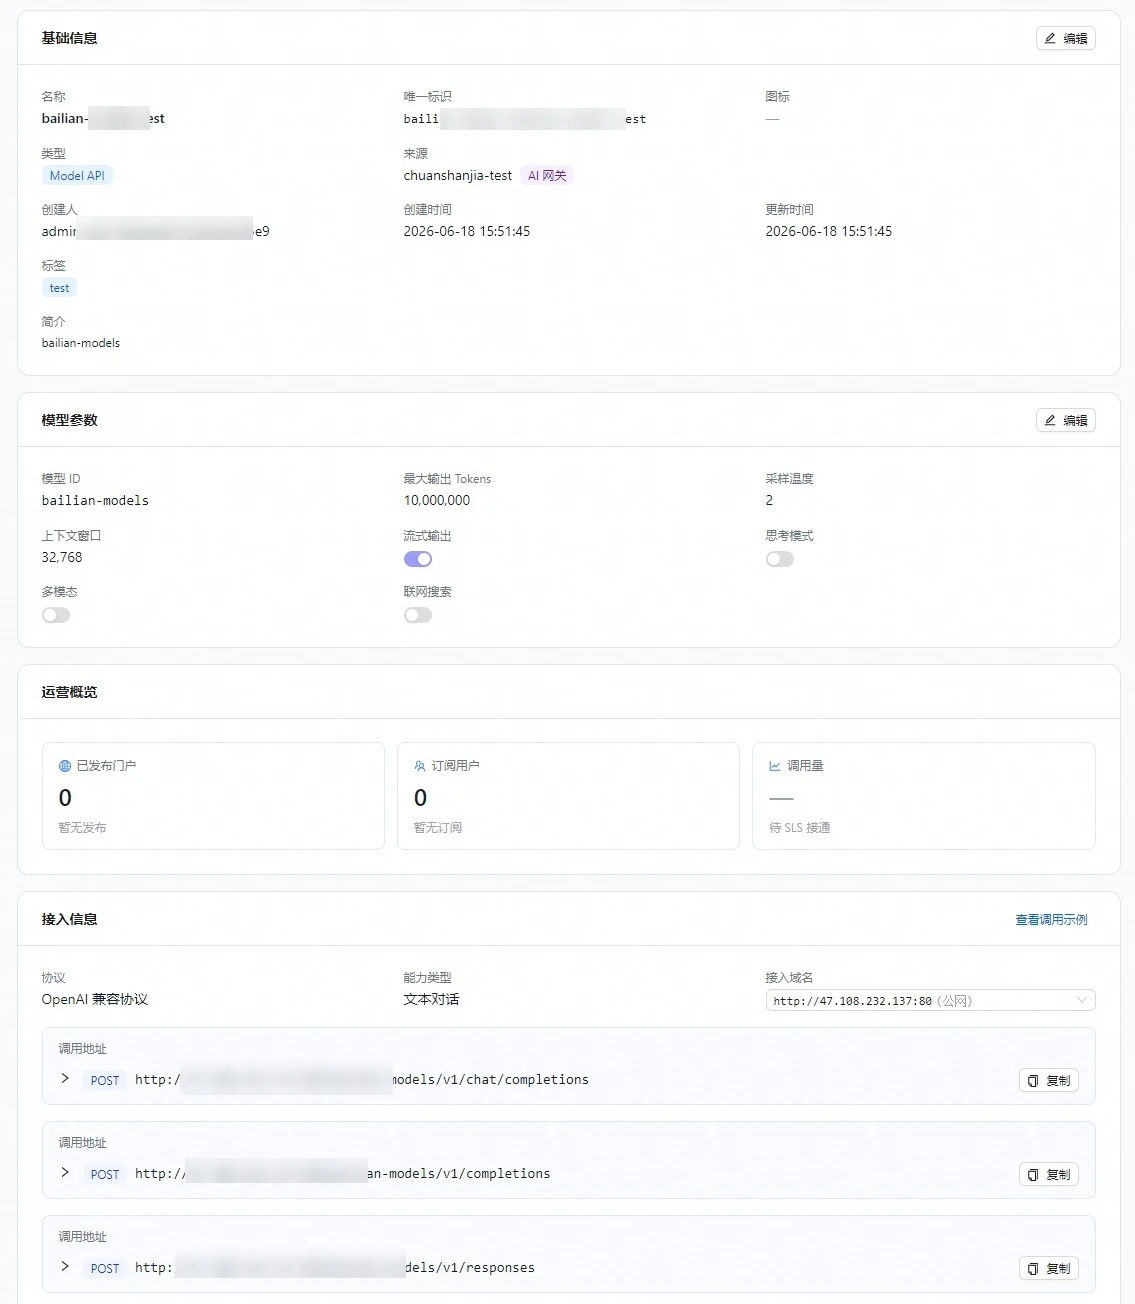 基础信息
编辑
名称 唯一标识 图标
bailian- est baili est —
类型 来源
Model API chuanshanjia-test AI 网关
创建人 创建时间 更新时间
admin e9 2026-06-18 15:51:45 2026-06-18 15:51:45
标签
test
简介
bailian-models
模型参数
编辑
模型 ID 最大输出 Tokens 采样温度
bailian-models 10,000,000 2
上下文窗口 流式输出 思考模式
32,768
多模态 联网搜索
运营概览
已发布门户 订阅用户 调用量
0 0 —
暂无发布 暂无订阅 待 SLS 接通
接入信息
查看调用示例
协议 能力类型 接入域名
OpenAI 兼容协议 文本对话 http://47.108.232.137:80 (公网)
调用地址
POST http:/ models/v1/chat/completions 复制
调用地址
POST http:// an-models/v1/completions 复制
调用地址
POST http: dels/v1/responses 复制